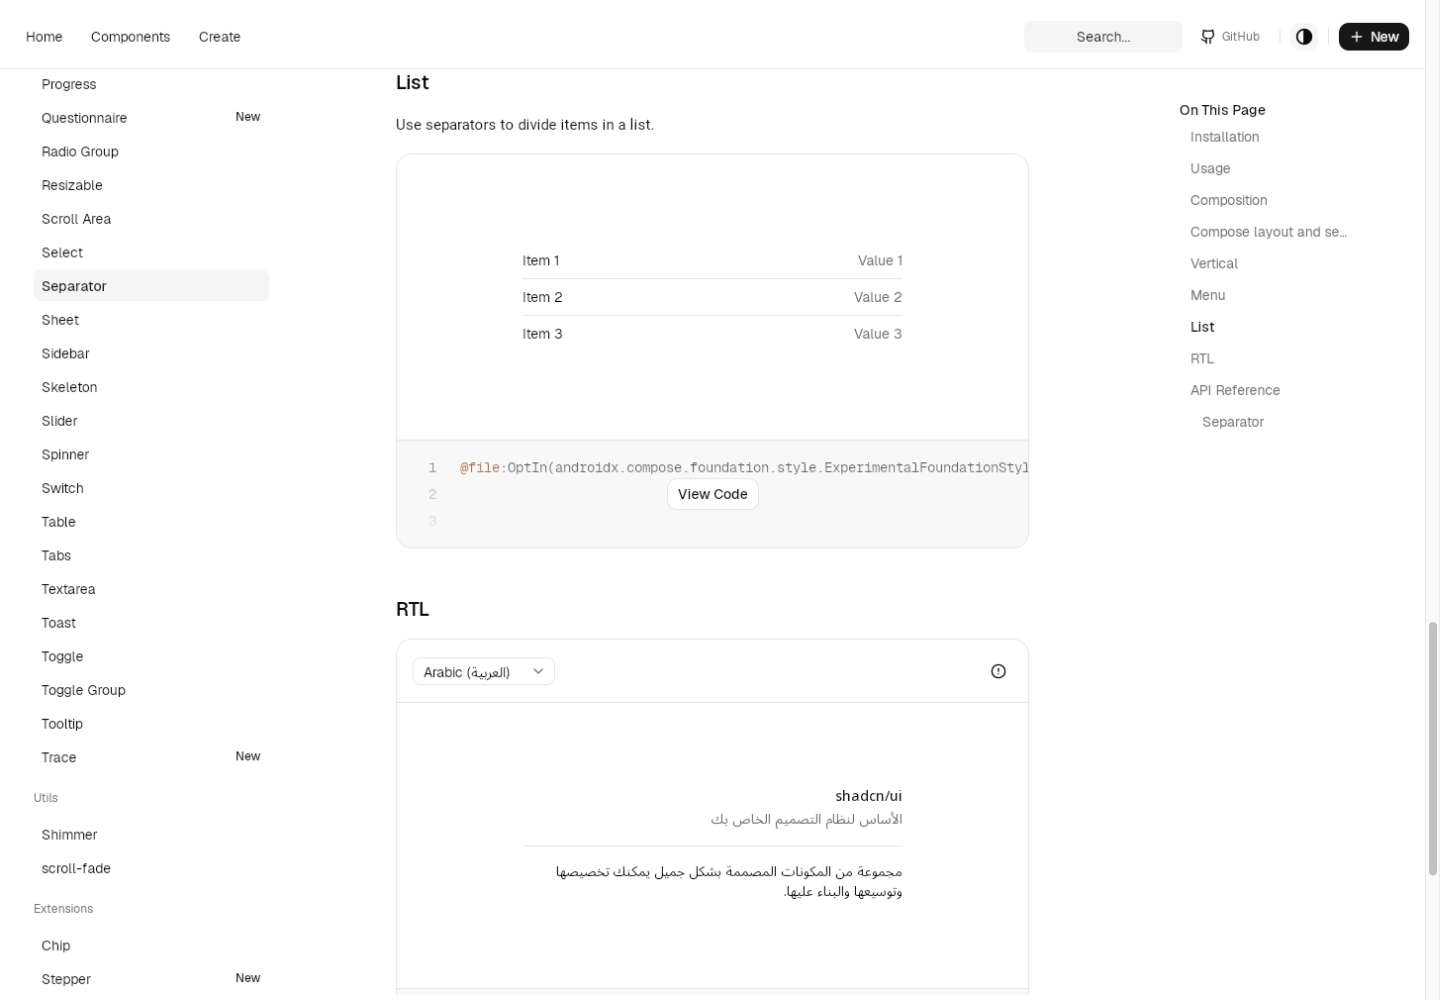 Home
Components
Create
Search...
GitHub
New
Progress
Questionnaire New
Radio Group
Resizable
Scroll Area
Select
Separator
Sheet
Sidebar
Skeleton
Slider
Spinner
Switch
Table
Tabs
Textarea
Toast
Toggle
Toggle Group
Tooltip
Trace New
Utils
Shimmer
scroll-fade
Extensions
Chip
Stepper New
List
Use separators to divide items in a list.
Item 1 Value 1
Item 2 Value 2
Item 3 Value 3
1 @file:OptIn(androidx.compose.foundation.style.ExperimentalFoundationStyl
2
View Code
3
RTL
Arabic (العربية)
shadcn/ui
الأساس لنظام التصميم الخاص بك
مجموعة من المكونات المصممة بشكل جميل يمكنك تخصيصها
وتوسيعها والبناء عليها.
On This Page
Installation
Usage
Composition
Compose layout and se...
Vertical
Menu
List
RTL
API Reference
Separator